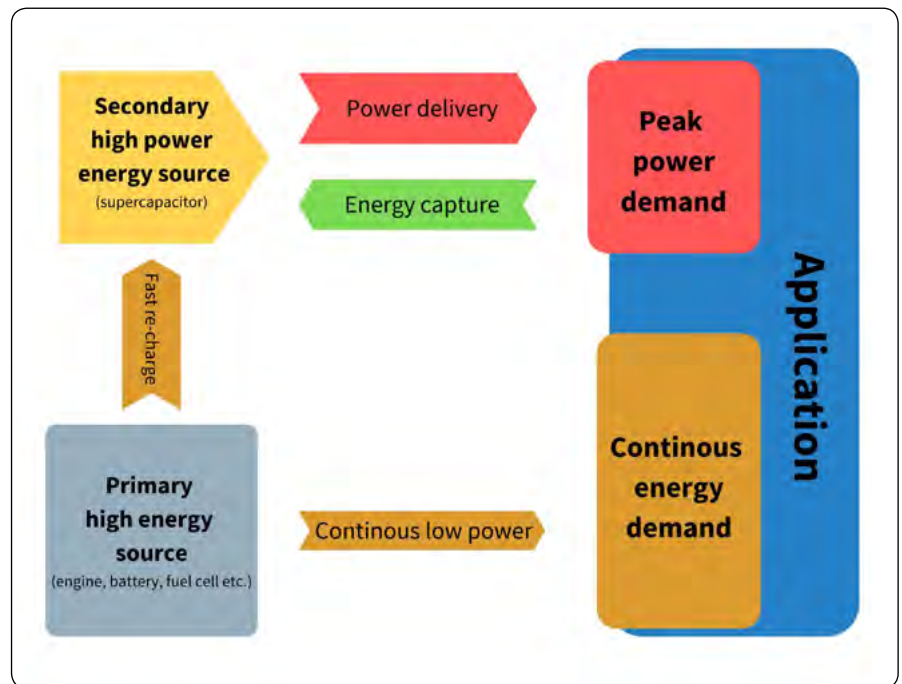 Secondary
high power
energy source
(supercapacitor)
Power delivery
Energy capture
Peak
power
demand
Application
Fast re-charge
Primary
high energy
source
(engine, battery, fuel cell etc.)
Continous low power
Continous
energy
demand